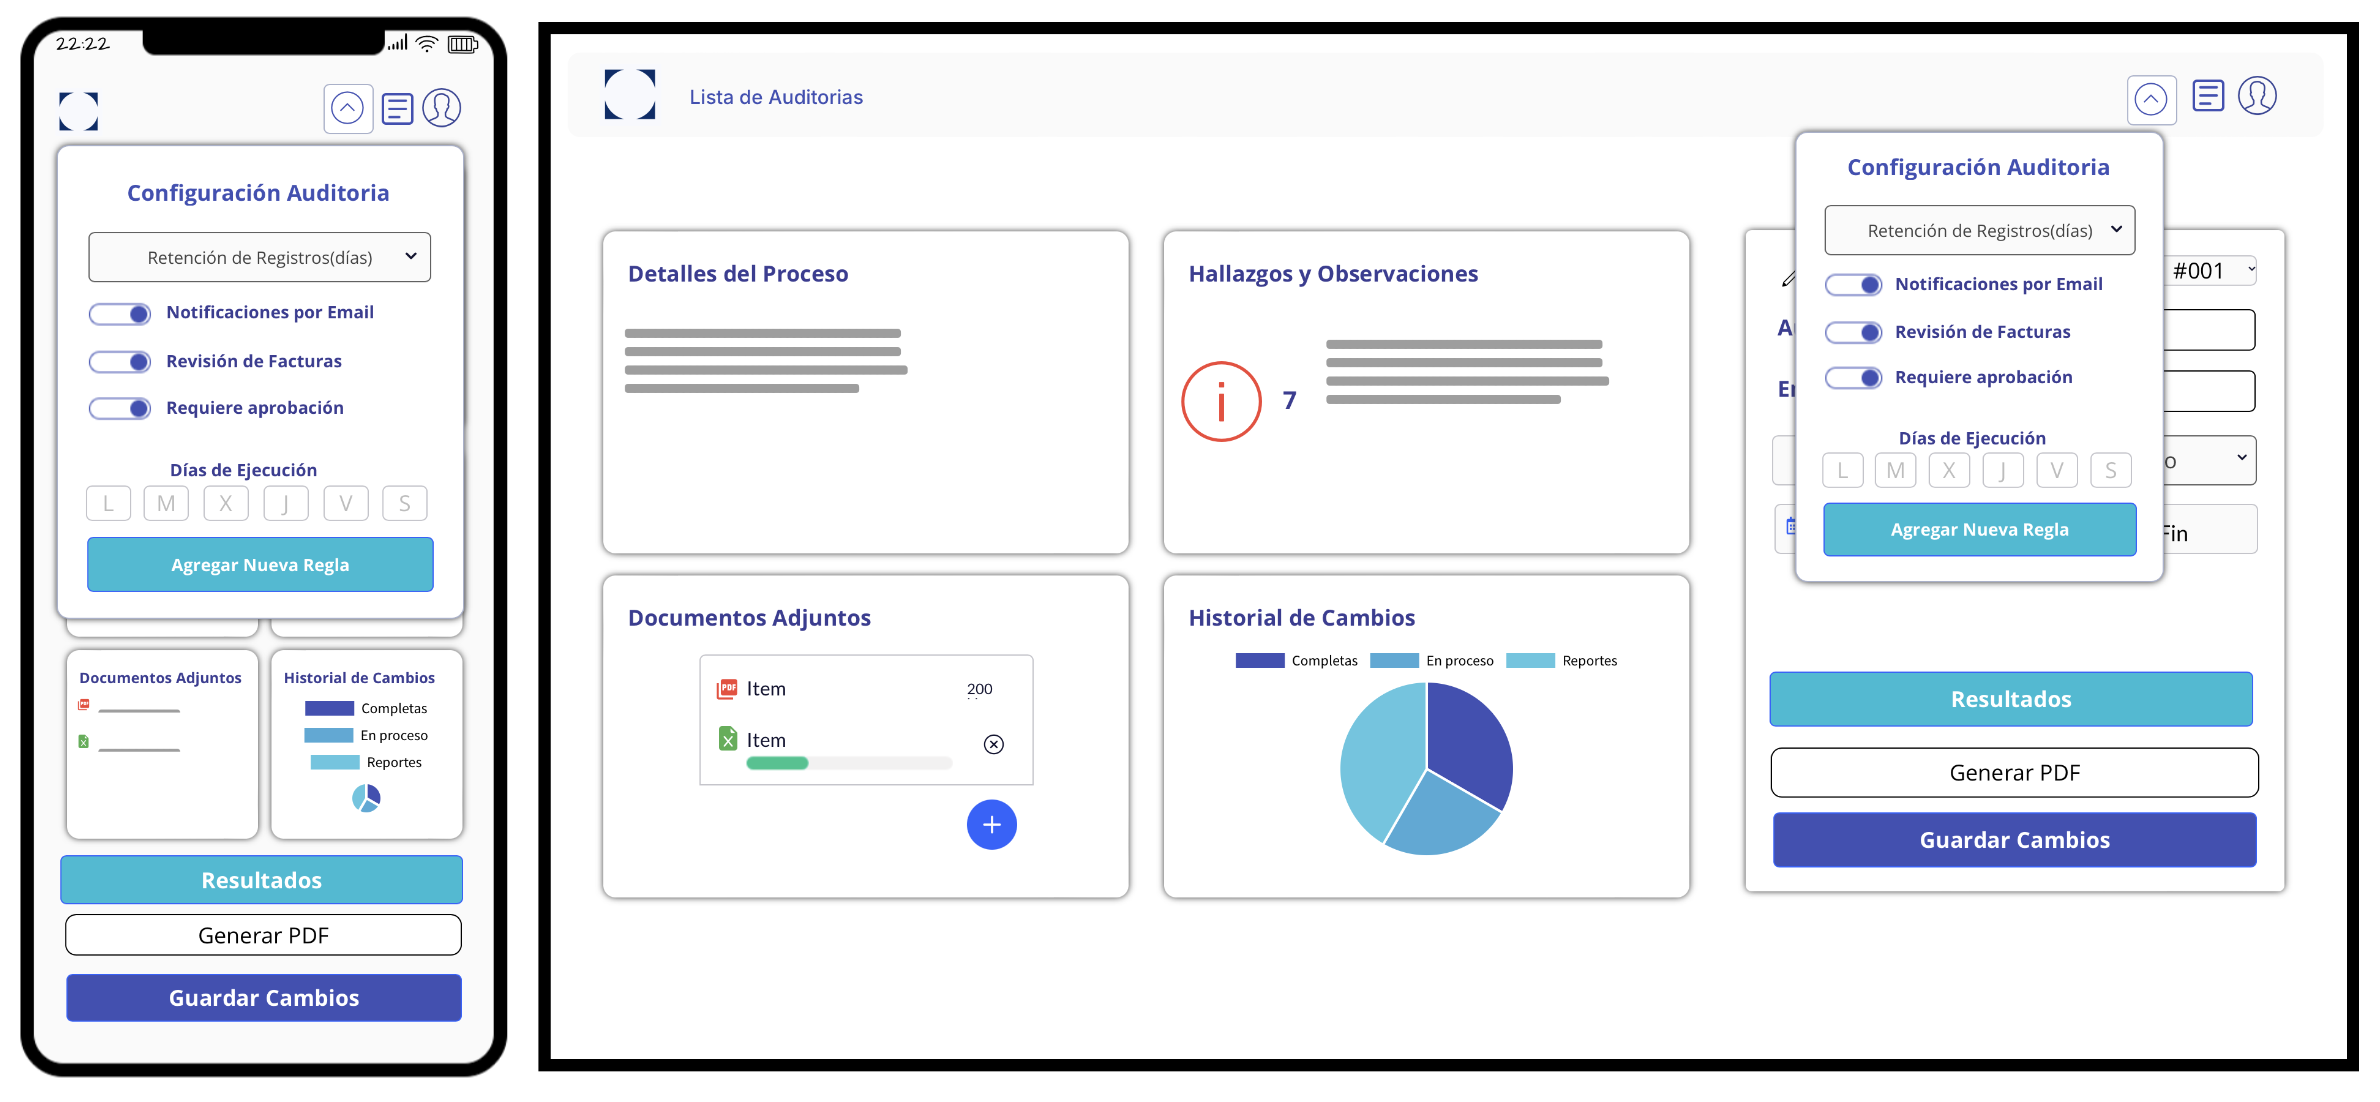 22:22
Configuración Auditoria
Retención de Registros(días)
Notificaciones por Email
Revisión de Facturas
Requiere aprobación
Días de Ejecución
L M X J V S
Agregar Nueva Regla
Documentos Adjuntos
PDF
X
Historial de Cambios
Completas
En proceso
Reportes
Resultados
Generar PDF
Guardar Cambios
Lista de Auditorias
Detalles del Proceso
Hallazgos y Observaciones
i 7
Documentos Adjuntos
PDF Item 200
X Item
Historial de Cambios
Completas En proceso Reportes
Configuración Auditoria
Retención de Registros(días)
Notificaciones por Email
Revisión de Facturas
Requiere aprobación
Días de Ejecución
L M X J V S
Agregar Nueva Regla
#001
Fin
Resultados
Generar PDF
Guardar Cambios